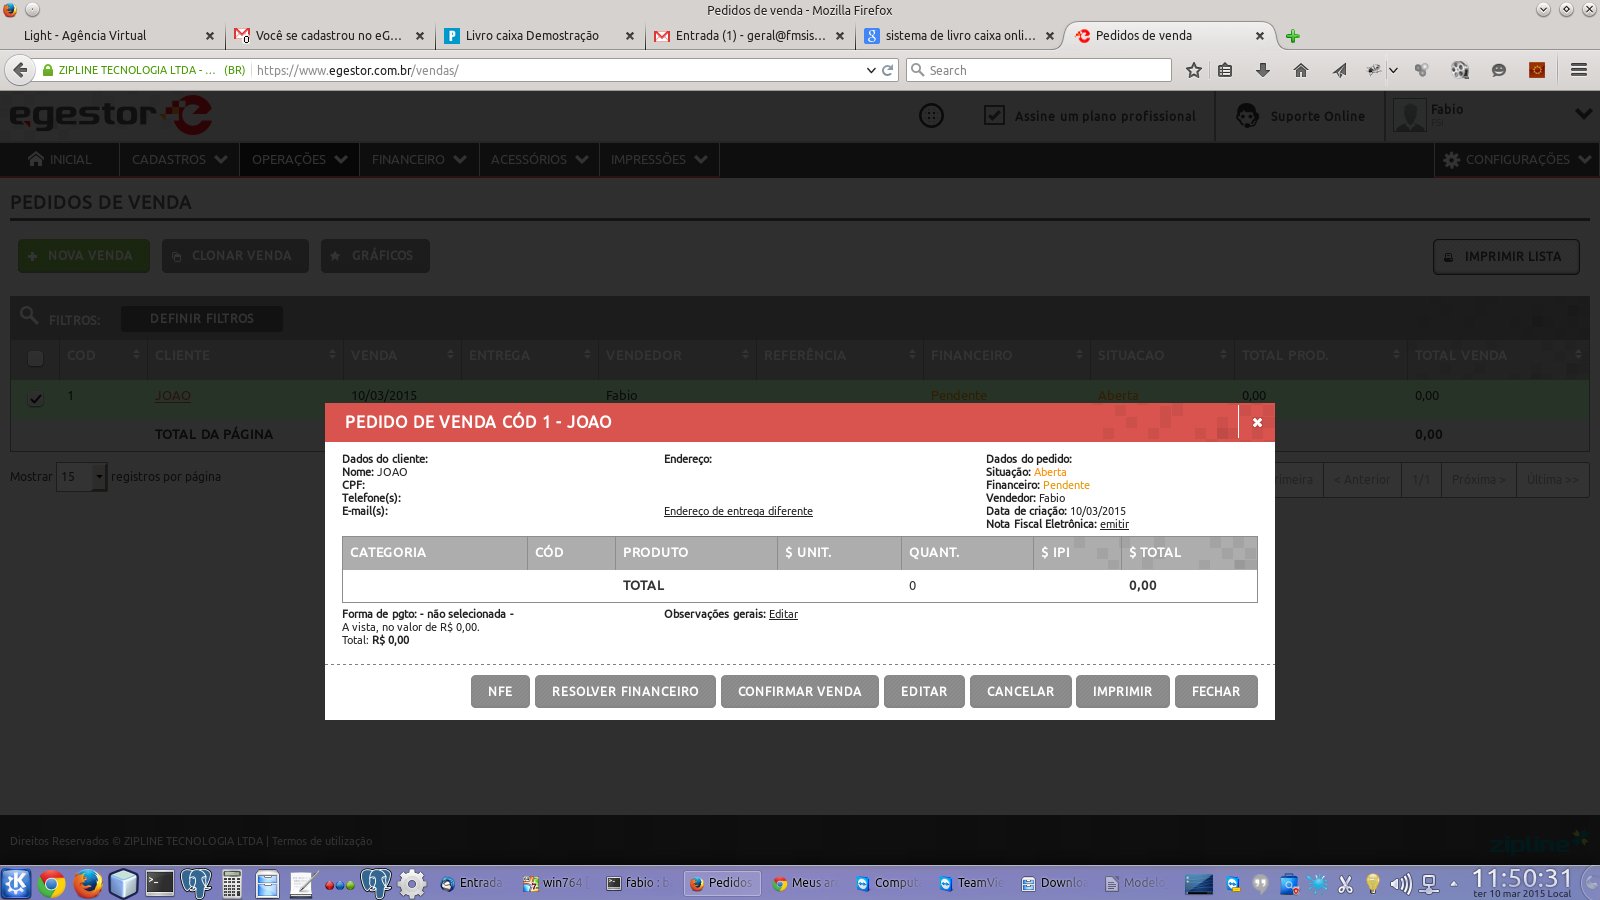 Pedidos de venda - Mozilla Firefox
Light - Agência Virtual
Você se cadastrou no eG...
Livro caixa Demostração
Entrada (1) - geral@fmsis...
sistema de livro caixa onli...
Pedidos de venda
ZIPLINE TECNOLOGIA LTDA - ... (BR)
https://www.egestor.com.br/vendas/
Search
egestor
Assine um plano profissional
Suporte Online
Fabio
INICIAL
CADASTROS
OPERAÇÕES
FINANCEIRO
ACESSÓRIOS
IMPRESSÕES
CONFIGURAÇÕES
PEDIDOS DE VENDA
NOVA VENDA
CLONAR VENDA
GRÁFICOS
IMPRIMIR LISTA
FILTROS:
DEFINIR FILTROS
COD CLIENTE VENDA ENTREGA VENDEDOR REFERÊNCIA FINANCEIRO SITUACAO TOTAL PROD. TOTAL VENDA
1 JOAO 10/03/2015 Fabio Pendente Aberta 0,00 0,00
TOTAL DA PÁGINA 0,00
Mostrar 15 registros por página
< Anterior 1/1 Próxima > Última >>
PEDIDO DE VENDA CÓD 1 - JOAO
Dados do cliente:
Nome: JOAO
CPF:
Telefone(s):
E-mail(s):
Endereço:
Endereço de entrega diferente
Dados do pedido:
Situação: Aberta
Financeiro: Pendente
Vendedor: Fabio
Data de criação: 10/03/2015
Nota Fiscal Eletrônica: emitir
CATEGORIA CÓD PRODUTO $ UNIT. QUANT. $ IPI $ TOTAL
TOTAL 0 0,00
Forma de pgto: - não selecionada -
A vista, no valor de R$ 0,00.
Total: R$ 0,00
Observações gerais: Editar
NFE
RESOLVER FINANCEIRO
CONFIRMAR VENDA
EDITAR
CANCELAR
IMPRIMIR
FECHAR
Direitos Reservados © ZIPLINE TECNOLOGIA LTDA | Termos de utilização
zipline
Entrada
win764
fabio : b
Pedidos
Meus ar
Comput
TeamVie
Downlo
Modelo
11:50:31
ter 10 mar 2015 Local